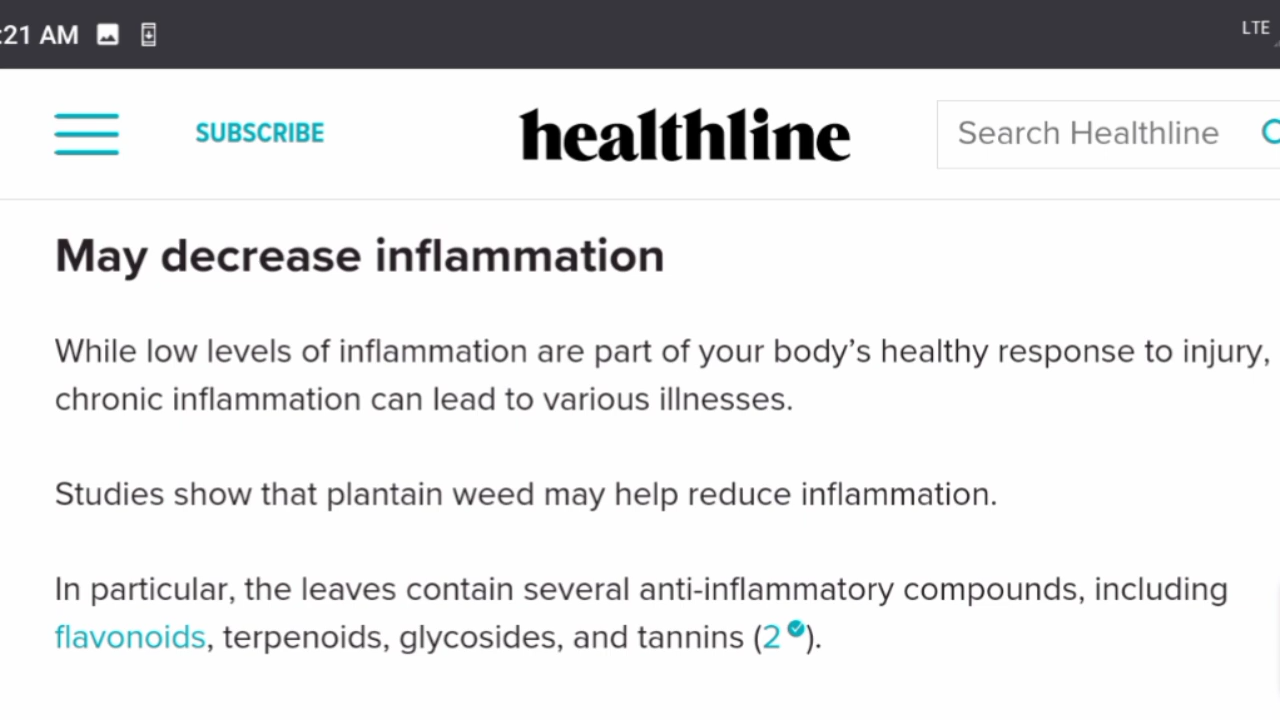 :21 AM
LTE
SUBSCRIBE
healthline
Search Healthline
May decrease inflammation
While low levels of inflammation are part of your body’s healthy response to injury,
chronic inflammation can lead to various illnesses.
Studies show that plantain weed may help reduce inflammation.
In particular, the leaves contain several anti-inflammatory compounds, including
flavonoids, terpenoids, glycosides, and tannins (2).